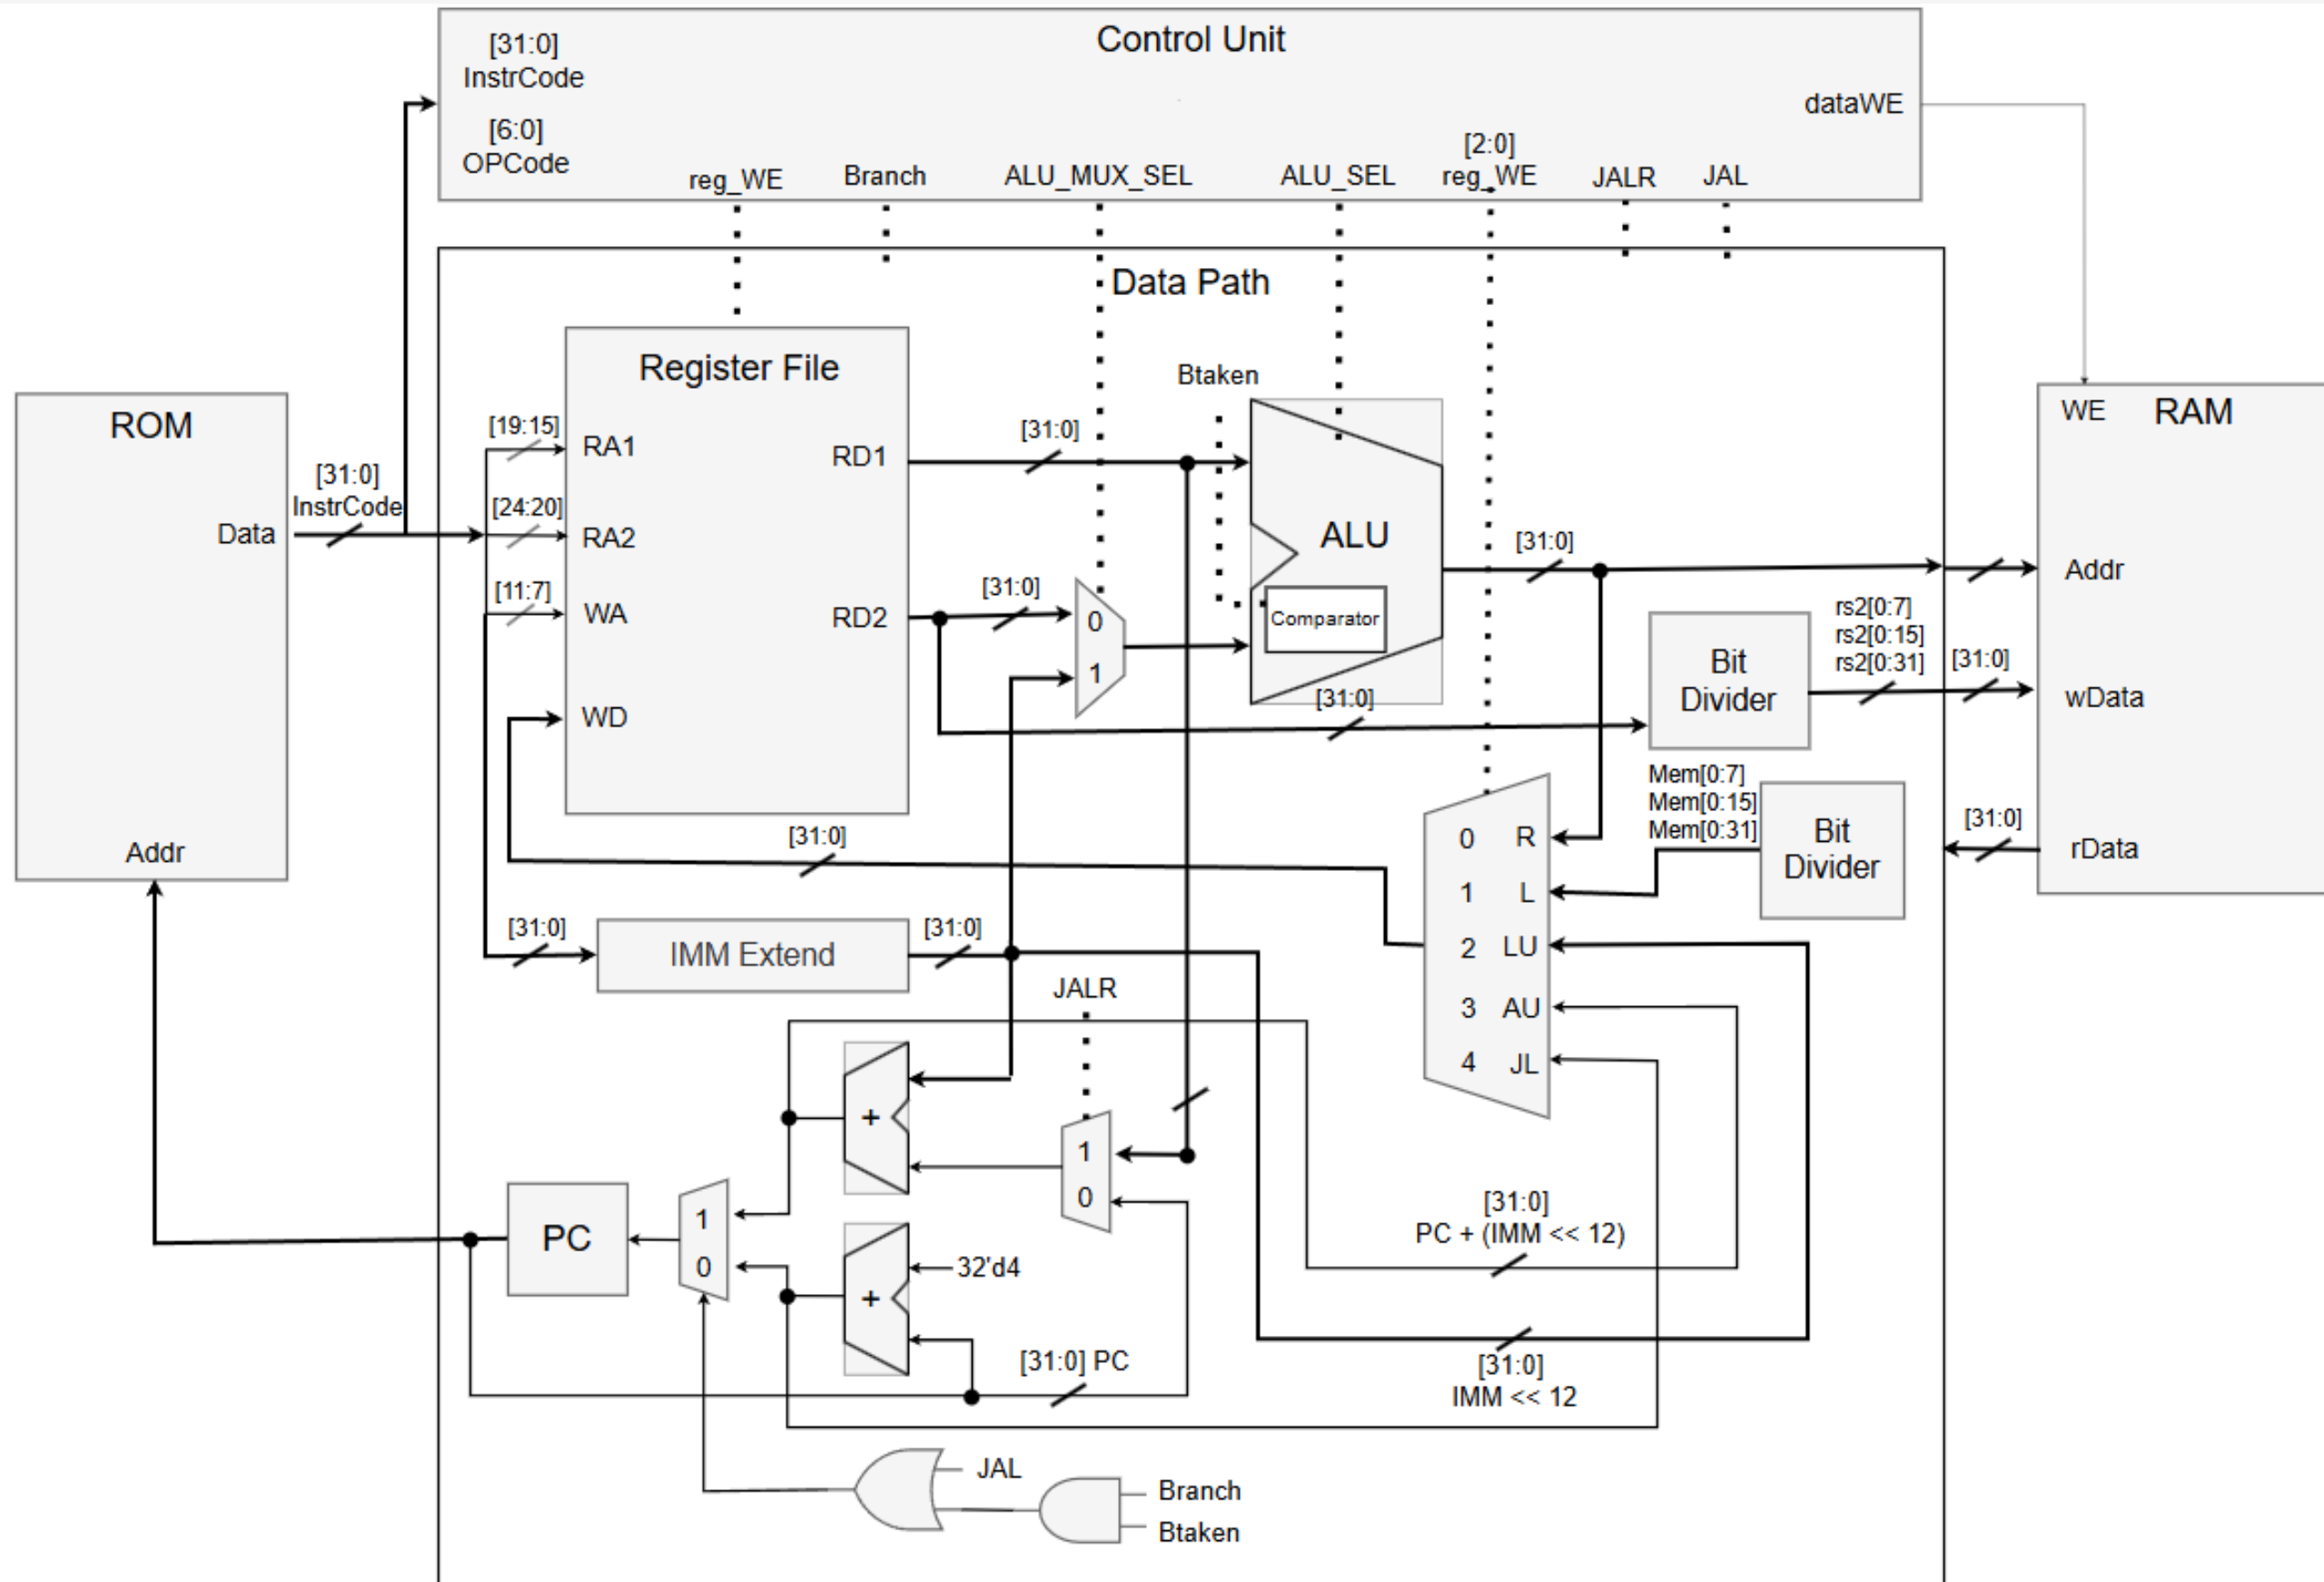 Control Unit
[31:0]
InstrCode
[6:0]
OPCode
dataWE
reg_WE
Branch
ALU_MUX_SEL
ALU_SEL
[2:0]
reg_WE
JALR
JAL
Data Path
ROM
Data
Addr
[31:0]
InstrCode
Register File
[19:15]
RA1
[24:20]
RA2
[11:7]
WA
WD
RD1
RD2
[31:0]
[31:0]
0
1
Btaken
ALU
Comparator
[31:0]
[31:0]
Bit
Divider
rs2[0:7]
rs2[0:15]
rs2[0:31]
[31:0]
WE
RAM
Addr
wData
rData
[31:0]
Mem[0:7]
Mem[0:15]
Mem[0:31]
Bit
Divider
0 R
1 L
2 LU
3 AU
4 JL
[31:0]
[31:0]
IMM Extend
[31:0]
JALR
+
1
0
PC
1
0
+
32'd4
[31:0] PC
[31:0]
PC + (IMM << 12)
[31:0]
IMM << 12
JAL
Branch
Btaken